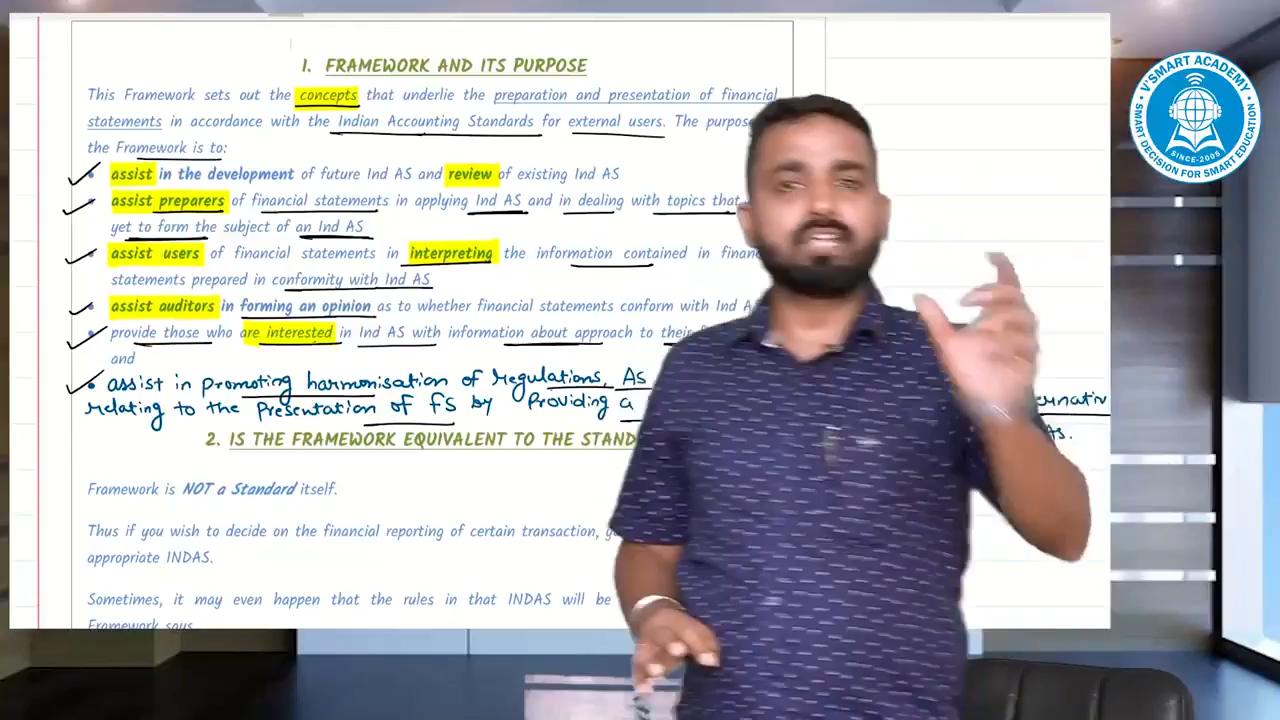 1. FRAMEWORK AND ITS PURPOSE
This Framework sets out the concepts that underlie the preparation and presentation of financial
statements in accordance with the Indian Accounting Standards for external users. The
the Framework is to:
• assist in the development of future Ind AS and review of existing Ind AS
• assist preparers of financial statements in applying Ind AS and in dealing with topics that
yet to form the subject of an Ind AS
• assist users of financial statements in interpreting the information contained in
statements prepared in conformity with Ind AS
• assist auditors in forming an opinion as to whether financial statements conform with Ind
• provide those who are interested in Ind AS with information about approach to their
and
• assist in promoting harmonisation of regulations, AS
relating to the presentation of FS by Providing a
2. IS THE FRAMEWORK EQUIVALENT TO THE
Framework is NOT a Standard itself.
Thus if you wish to decide on the financial reporting of certain transaction,
appropriate INDAS.
Sometimes, it may even happen that the rules in that INDAS will be
Framework says
V'SMART ACADEMY
SMART DECISION FOR SMART EDUCATION
SINCE-2006